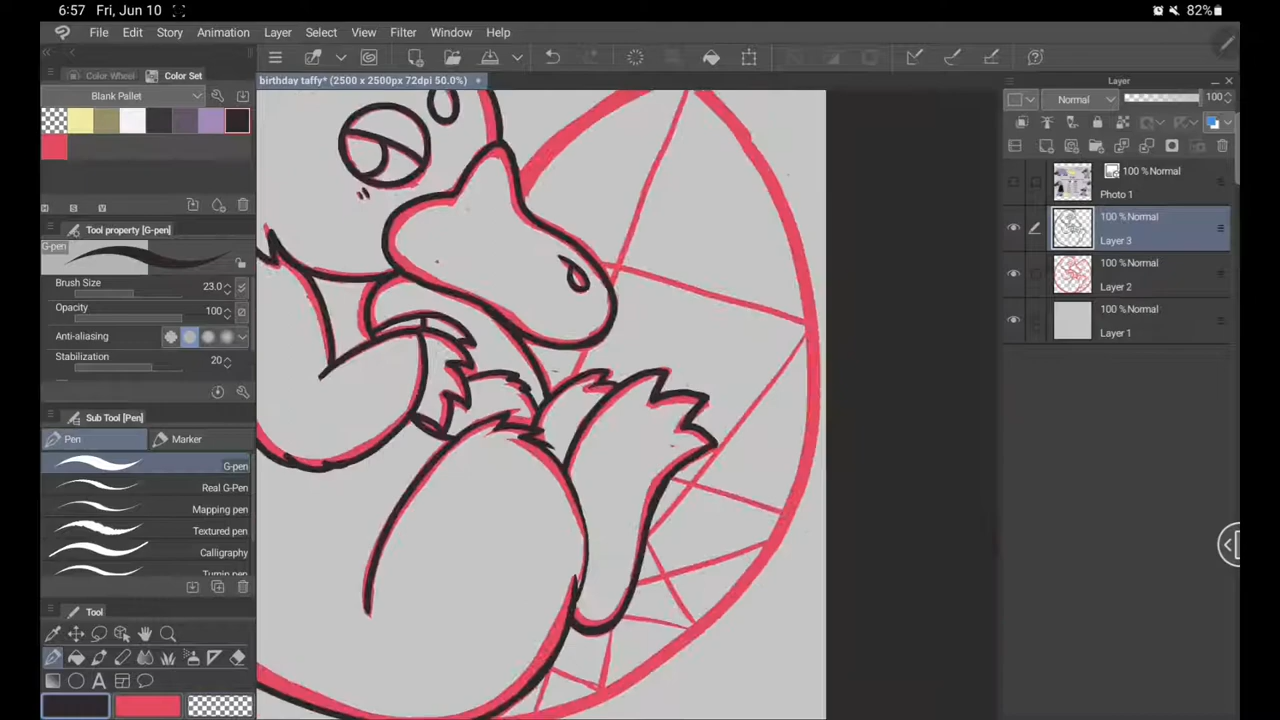 6:57 Fri, Jun 10
82%
File Edit Story Animation Layer Select View Filter Window Help
Color Wheel Color Set
birthday taffy* (2500 x 2500px 72dpi 50.0%)
Layer
Blank Pallet
Normal 100
100 %Normal
Photo 1
100 %Normal
Layer 3
100 %Normal
Layer 2
100 %Normal
Layer 1
H S V
Tool property [G-pen]
G-pen
Brush Size 23.0
Opacity 100
Anti-aliasing
Stabilization 20
Sub Tool [Pen]
Pen Marker
G-pen
Real G-Pen
Mapping pen
Textured pen
Calligraphy
Turnip pen
Tool